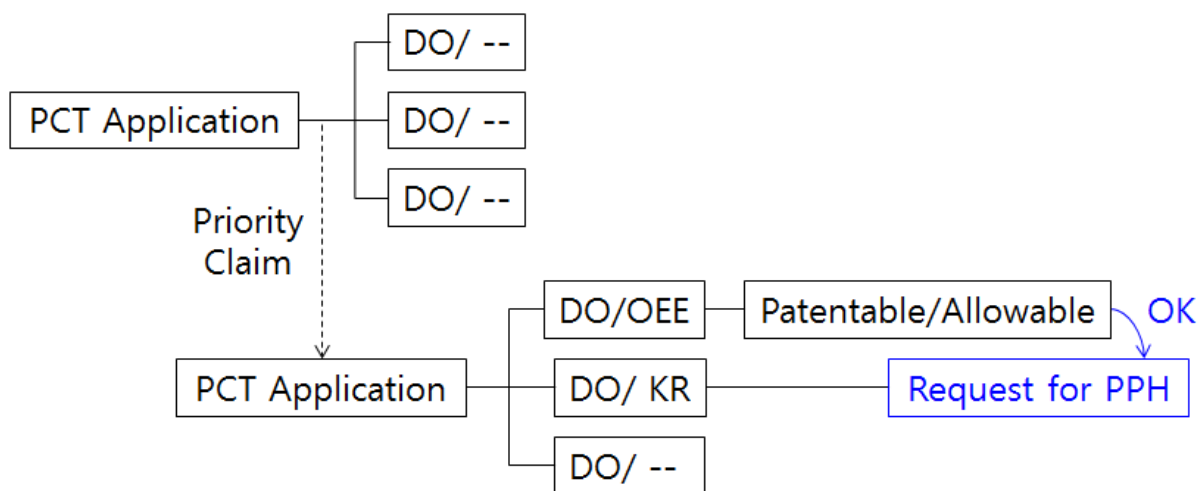 DO/ --
PCT Application
DO/ --
DO/ --
Priority
Claim
DO/OEE
Patentable/Allowable
OK
PCT Application
DO/ KR
Request for PPH
DO/ --